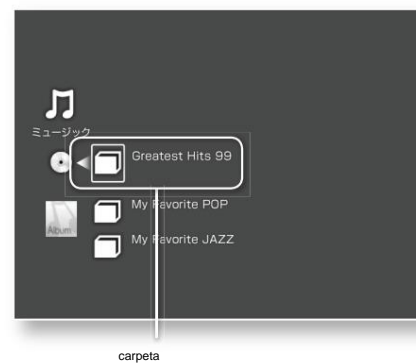 ミュージック
Greatest Hits 99
My Favorite POP
Album
My Favorite JAZZ
carpeta